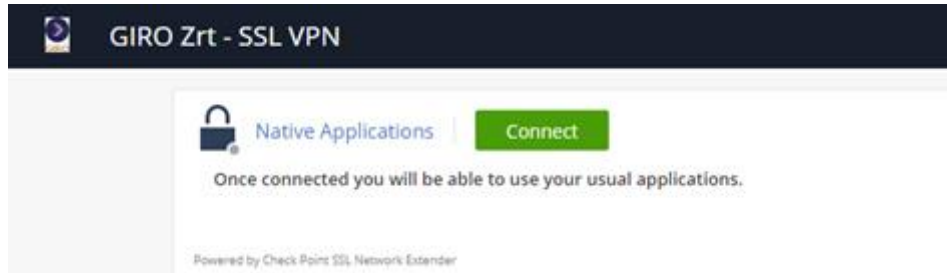 GIRO Zrt - SSL VPN
Native Applications Connect
Once connected you will be able to use your usual applications.
Powered by Check Point SSL Network Extender